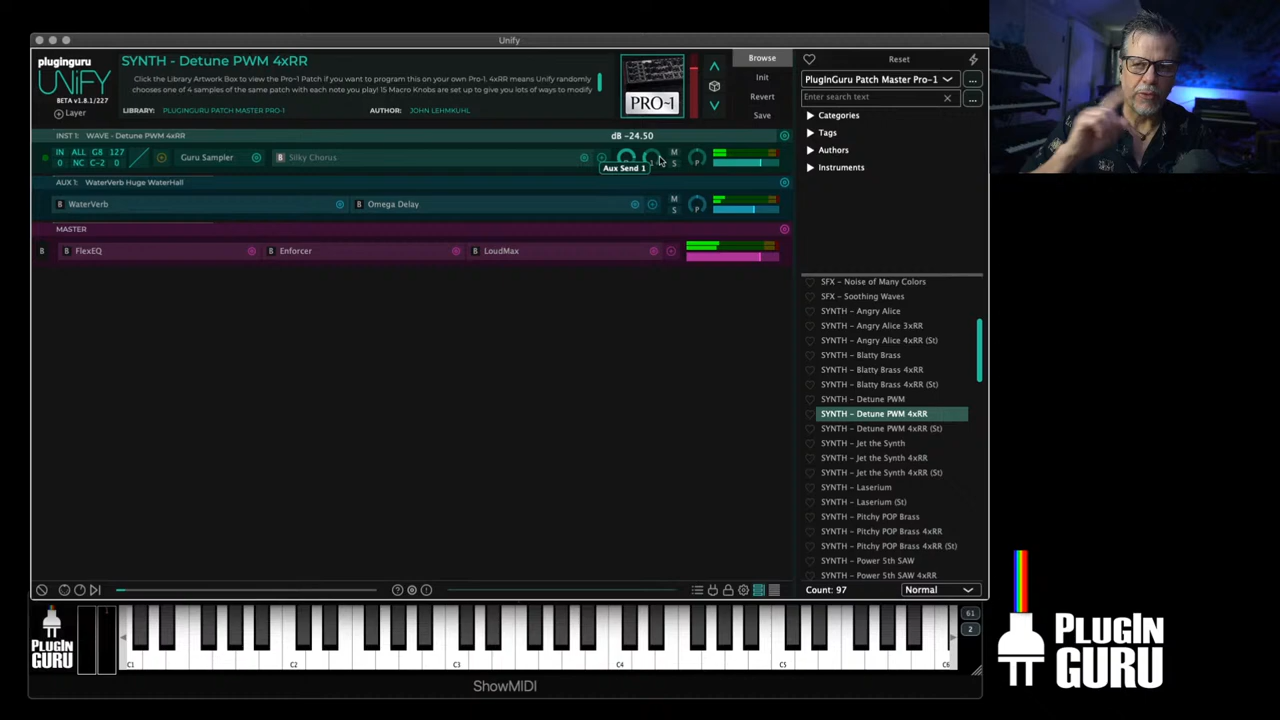 Unify
pluginguru
UNIFY
BETA v1.8.1/227
Layer
SYNTH - Detune PWM 4xRR
Click the Library Artwork Box to view the Pro-1 Patch if you want to program this on your own Pro-1. 4xRR means Unify randomly
choses one of 4 samples of the same patch with each note you play! 15 Macro Knobs are set up to give you lots of ways to modify
LIBRARY: PLUGINGURU PATCH MASTER PRO-1
AUTHOR: JOHN LEHMKUHL
PRO~1
Browse
Init
Revert
Save
Reset
PlugInGuru Patch Master Pro-1
...
Enter search text
...
Categories
Tags
Authors
Instruments
INST 1: WAVE - Detune PWM 4xRR
dB -24.50
IN ALL G8 127
0 NC C-2 0
Guru Sampler
B Silky Chorus
Aux Send 1
M
S
P
AUX 1: WaterVerb Huge WaterHall
B WaterVerb
B Omega Delay
M
S
P
MASTER
B
B FlexEQ
B Enforcer
B LoudMax
SFX - Noise of Many Colors
SFX - Soothing Waves
SYNTH - Angry Alice
SYNTH - Angry Alice 3xRR
SYNTH - Angry Alice 4xRR (St)
SYNTH - Blatty Brass
SYNTH - Blatty Brass 4xRR
SYNTH - Blatty Brass 4xRR (St)
SYNTH - Detune PWM
SYNTH - Detune PWM 4xRR
SYNTH - Detune PWM 4xRR (St)
SYNTH - Jet the Synth
SYNTH - Jet the Synth 4xRR
SYNTH - Jet the Synth 4xRR (St)
SYNTH - Laserium
SYNTH - Laserium (St)
SYNTH - Pitchy POP Brass
SYNTH - Pitchy POP Brass 4xRR
SYNTH - Pitchy POP Brass 4xRR (St)
SYNTH - Power 5th SAW
SYNTH - Power 5th SAW 4xRR
Count: 97
Normal
PLUGIN
GURU
C1
C2
C3
C4
C5
C6
61
2
ShowMIDI
PLUGIN
GURU